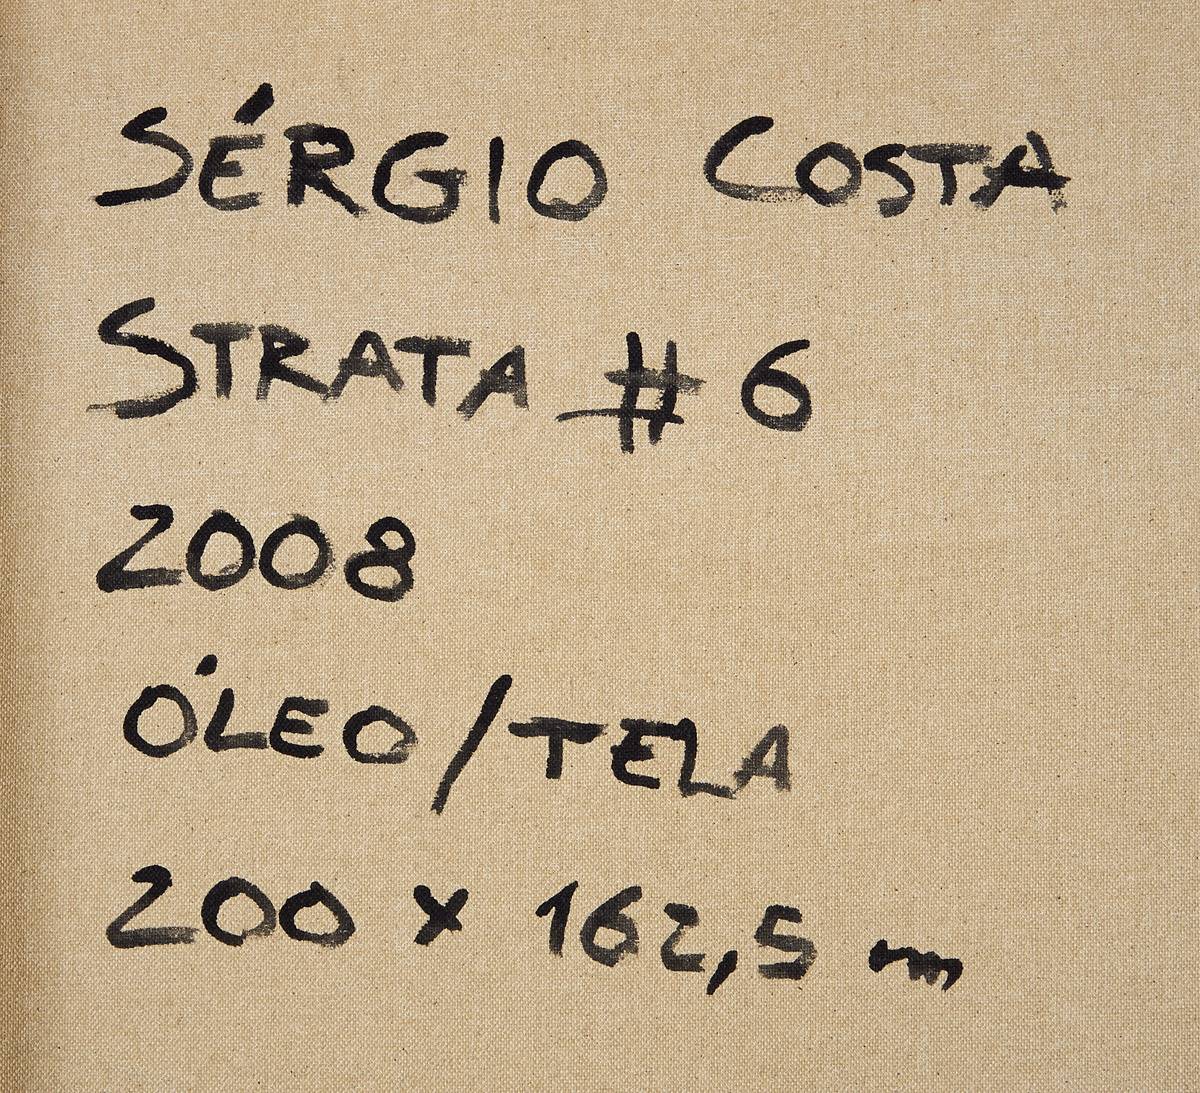 SÉRGIO COSTA
STRATA #6
2008
ÓLEO/TELA
200 x 162,5 cm